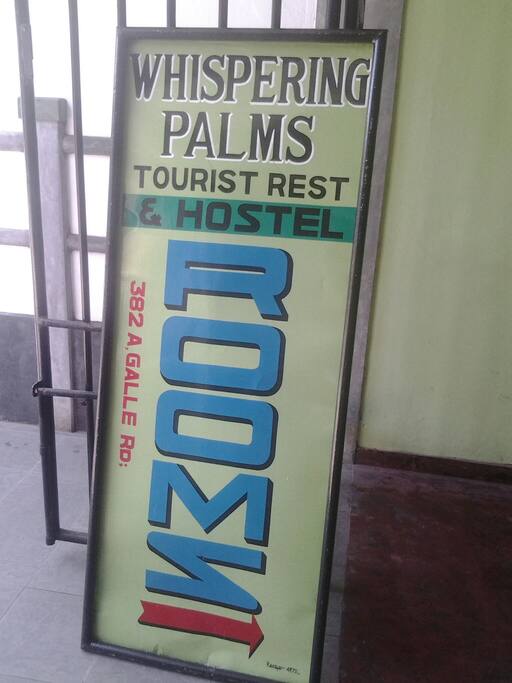 WHISPERING
PALMS
TOURIST REST
& HOSTEL
ROOMS
382 A, GALLE RD;